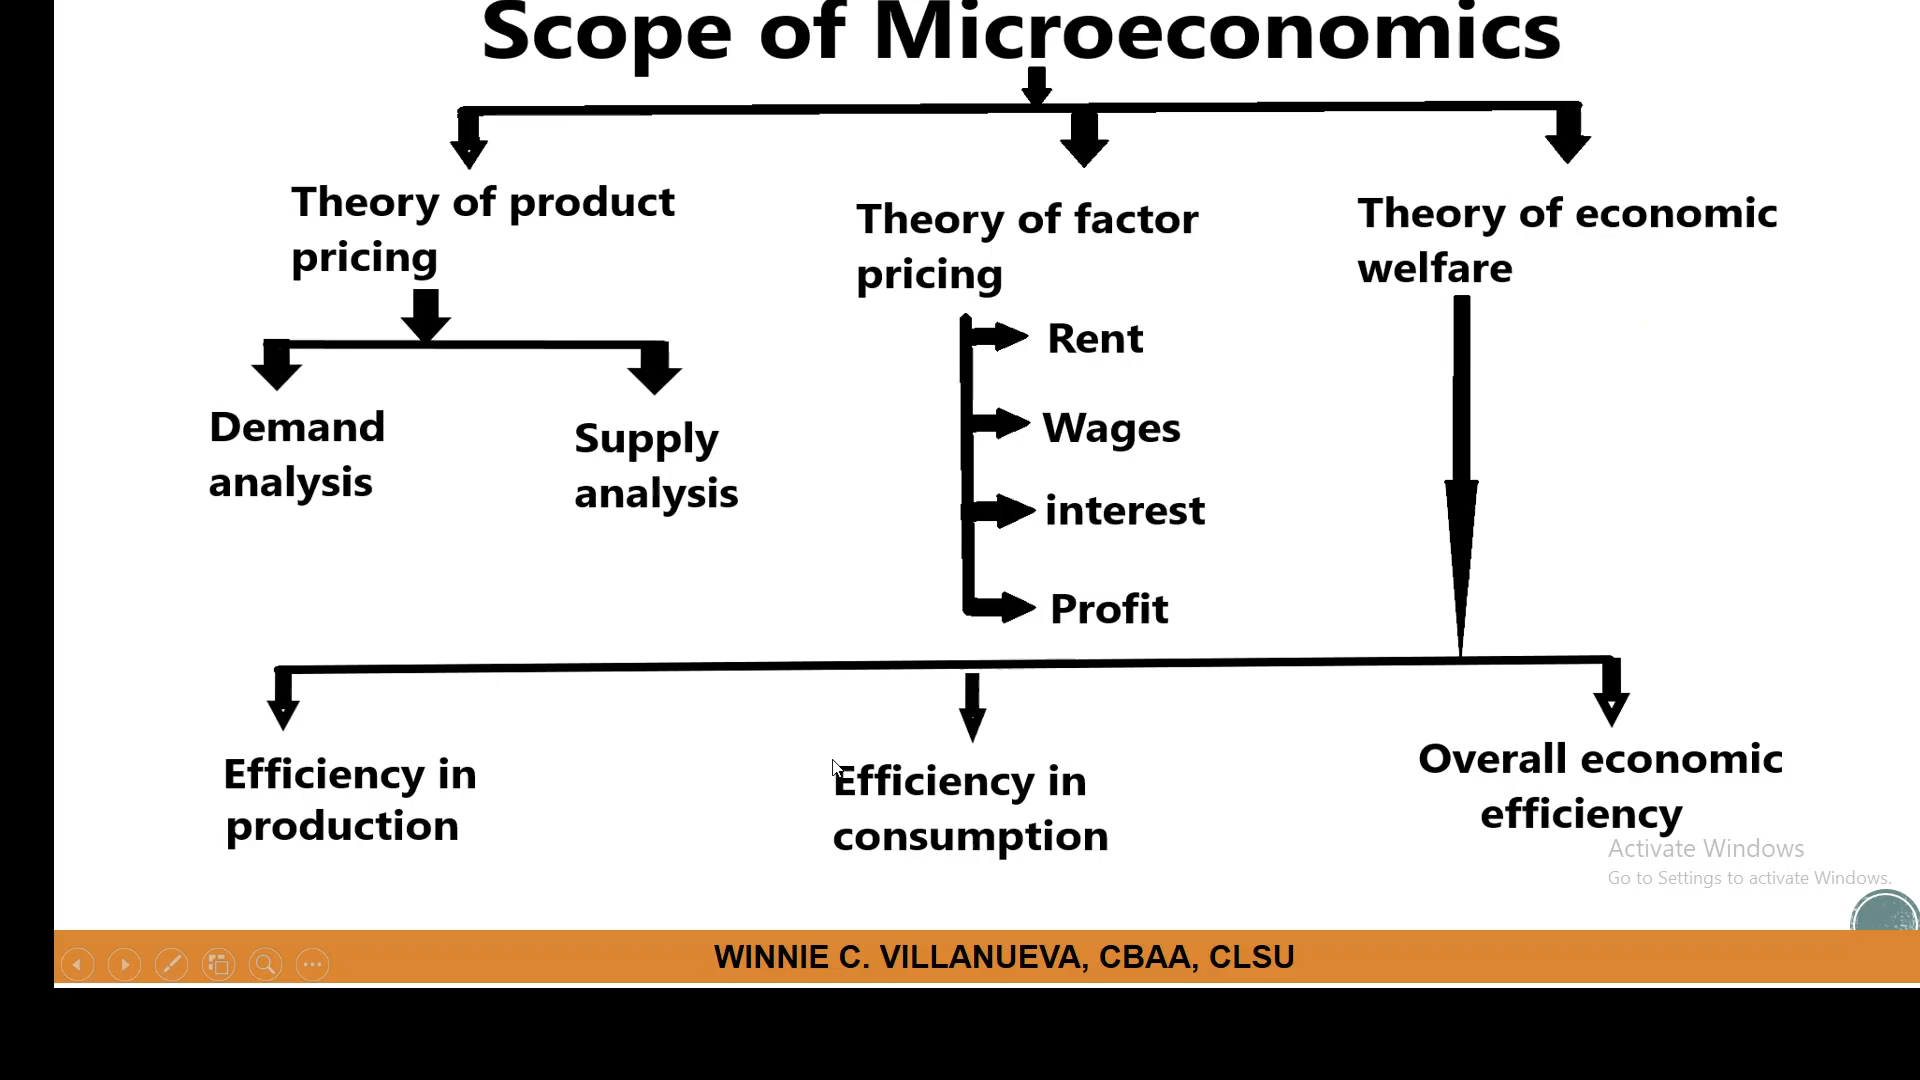 Scope of Microeconomics
Theory of product
pricing
Theory of factor
pricing
Theory of economic
welfare
Demand
analysis
Supply
analysis
Rent
Wages
interest
Profit
Efficiency in
production
Efficiency in
consumption
Overall economic
efficiency
Activate Windows
Go to Settings to activate Windows.
WINNIE C. VILLANUEVA, CBAA, CLSU